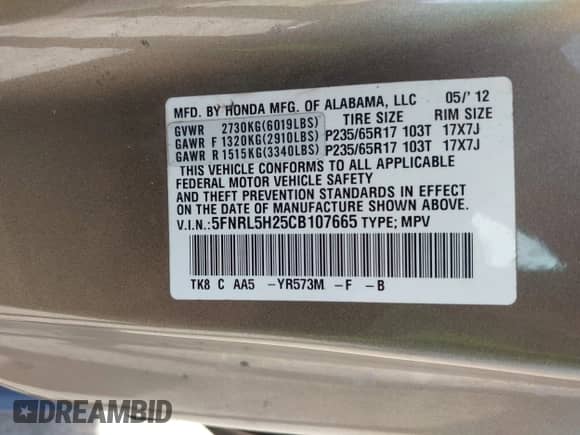 MFD. BY HONDA MFG. OF ALABAMA, LLC 05/'12
TIRE SIZE RIM SIZE
GVWR 2730KG(6019LBS)
GAWR F 1320KG(2910LBS) P235/65R17 103T 17X7J
GAWR R 1515KG(3340LBS) P235/65R17 103T 17X7J
THIS VEHICLE CONFORMS TO ALL APPLICABLE
FEDERAL MOTOR VEHICLE SAFETY
AND THEFT PREVENTION STANDARDS IN EFFECT
ON THE DATE OF MANUFACTURE SHOWN ABOVE.
V.I.N.:5FNRL5H25CB107665 TYPE; MPV
TK8 C AA5 -YR573M -F -B
DREAMBID